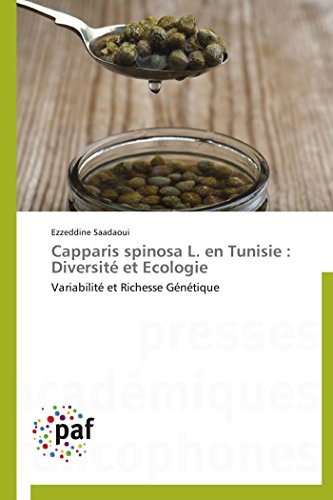 Ezzeddine Saadaoui
Capparis spinosa L. en Tunisie :
Diversité et Ecologie
Variabilité et Richesse Génétique
presses
académiques
francophones
paf